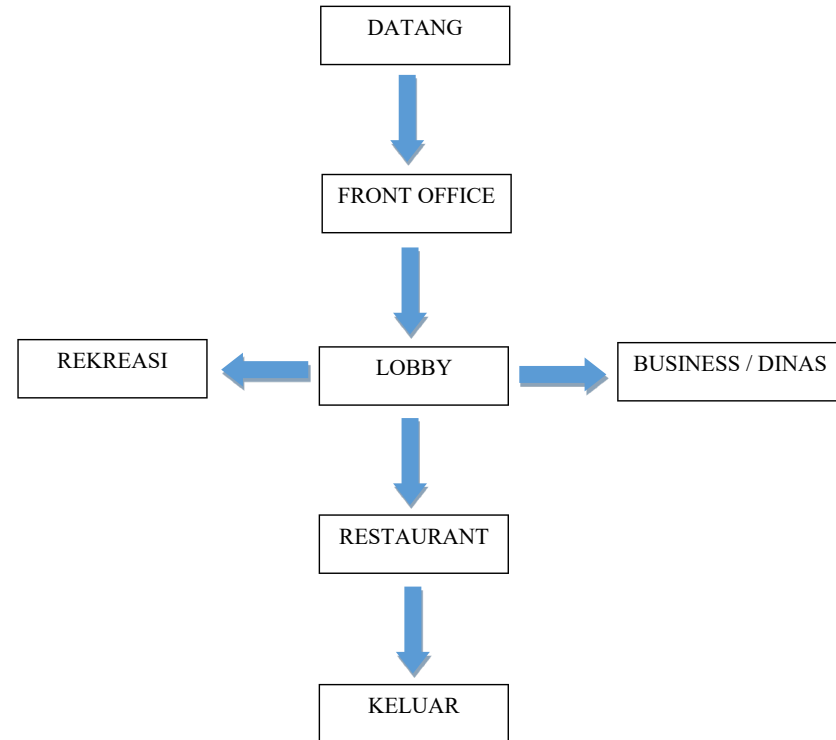 DATANG
FRONT OFFICE
REKREASI
LOBBY
BUSINESS / DINAS
RESTAURANT
KELUAR